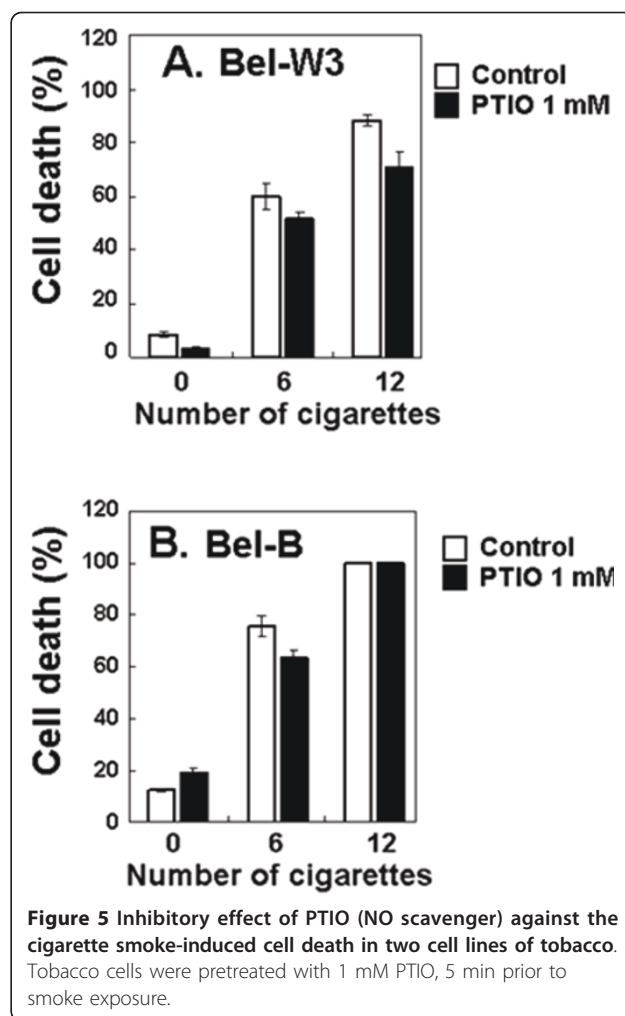 A. Bel-W3
Control
PTIO 1 mM
Cell death (%)
120
100
80
60
40
20
0
0 6 12
Number of cigarettes
B. Bel-B
Control
PTIO 1 mM
Cell death (%)
120
100
80
60
40
20
0
0 6 12
Number of cigarettes
Figure 5 Inhibitory effect of PTIO (NO scavenger) against the
cigarette smoke-induced cell death in two cell lines of tobacco.
Tobacco cells were pretreated with 1 mM PTIO, 5 min prior to
smoke exposure.